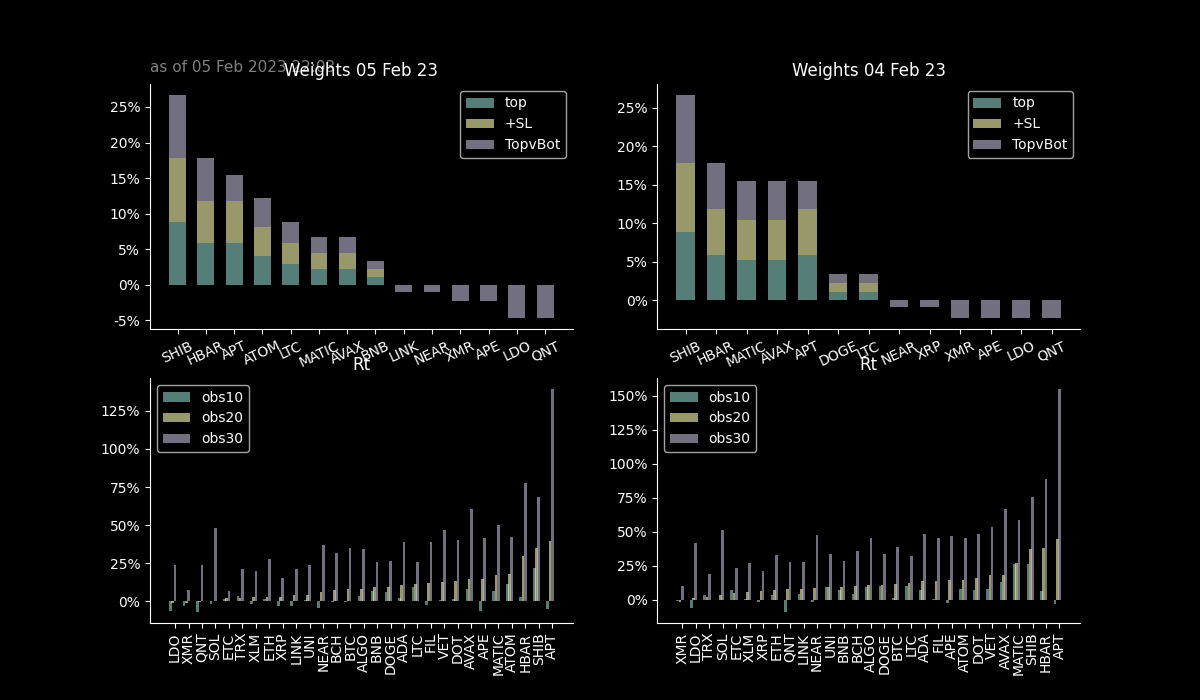 as of 05 Feb 2023
Weights 05 Feb 23
Weights 04 Feb 23
25%
20%
15%
10%
5%
0%
-5%
top
+SL
TopvBot
SHIB HBAR APT ATOM LTC MATIC AVAX BNB LINK NEAR XMR APE LDO QNT
25%
20%
15%
10%
5%
0%
top
+SL
TopvBot
SHIB HBAR MATIC AVAX APT DOGE LTC NEAR XRP XMR APE LDO QNT
Rt
125%
100%
75%
50%
25%
0%
obs10
obs20
obs30
LDO XMR QNT SOL ETC TRX XLM ETH XRP LINK UNI NEAR BCH BTC ALGO BNB DOGE ADA LTC FIL VET DOT AVAX APE MATIC ATOM HBAR SHIB APT
Rt
150%
125%
100%
75%
50%
25%
0%
obs10
obs20
obs30
XMR LDO TRX SOL ETC XLM XRP ETH QNT LINK NEAR UNI BNB BCH ALGO DOGE BTC LTC ADA FIL APE ATOM DOT VET AVAX MATIC SHIB HBAR APT